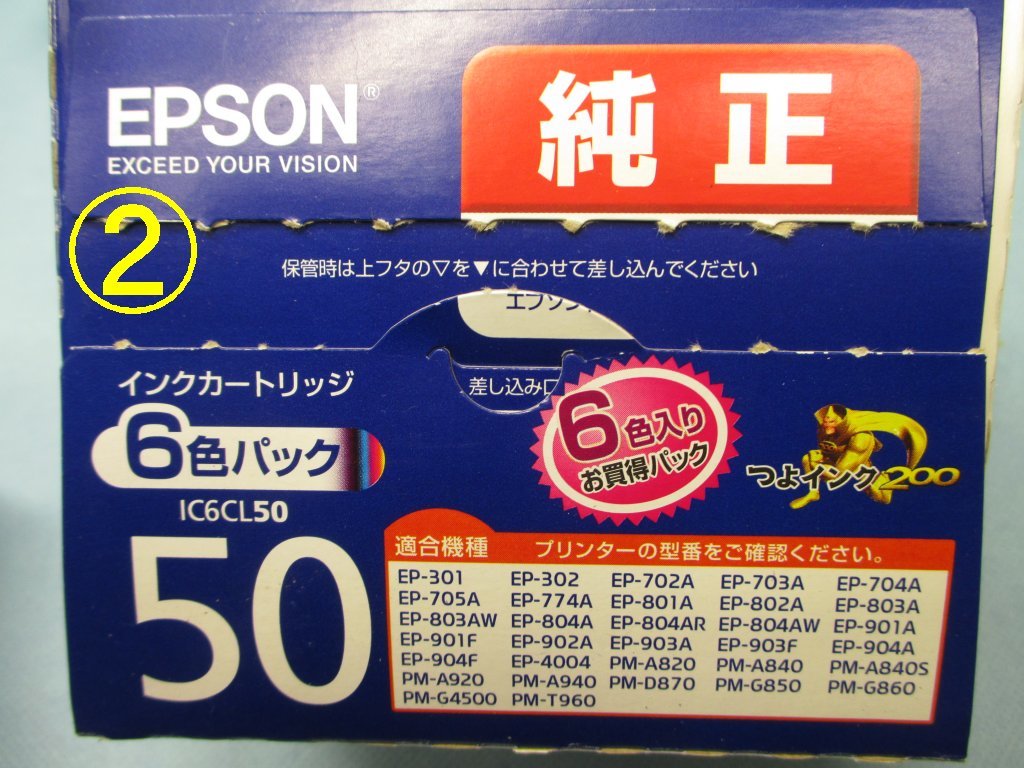 EPSON®
EXCEED YOUR VISION
純正
②
保管時は上フタの▽を▼に合わせて差し込んでください
差し込み口
インクカートリッジ
6色パック
IC6CL50
50
6色入り
お買得パック
つよインク200
適合機種 プリンターの型番をご確認ください。
EP-301 EP-302 EP-702A EP-703A EP-704A
EP-705A EP-774A EP-801A EP-802A EP-803A
EP-803AW EP-804A EP-804AR EP-804AW EP-901A
EP-901F EP-902A EP-903A EP-903F EP-904A
EP-904F EP-4004 PM-A820 PM-A840 PM-A840S
PM-A920 PM-A940 PM-D870 PM-G850 PM-G860
PM-G4500 PM-T960